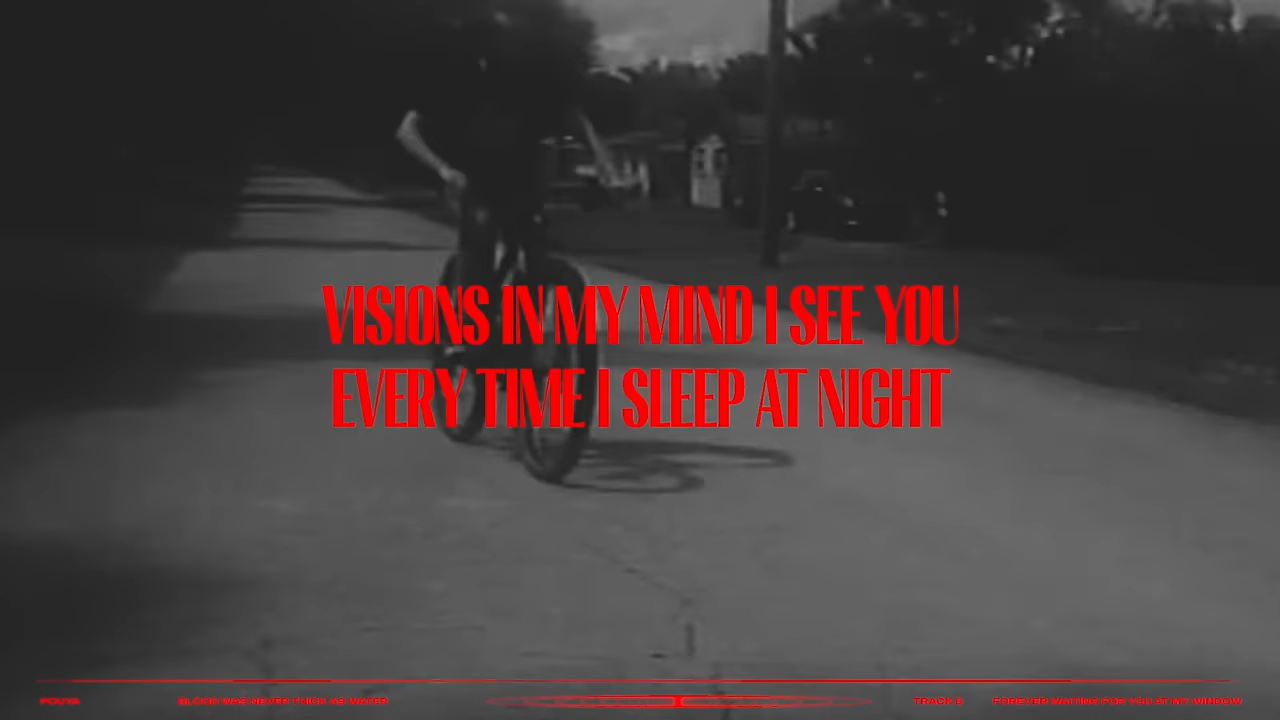 VISIONS IN MY MIND I SEE YOU
EVERY TIME I SLEEP AT NIGHT
POUYA BLOOD WAS NEVER THICK AS WATER TRACK 5 FOREVER WAITING FOR YOU AT MY WINDOW